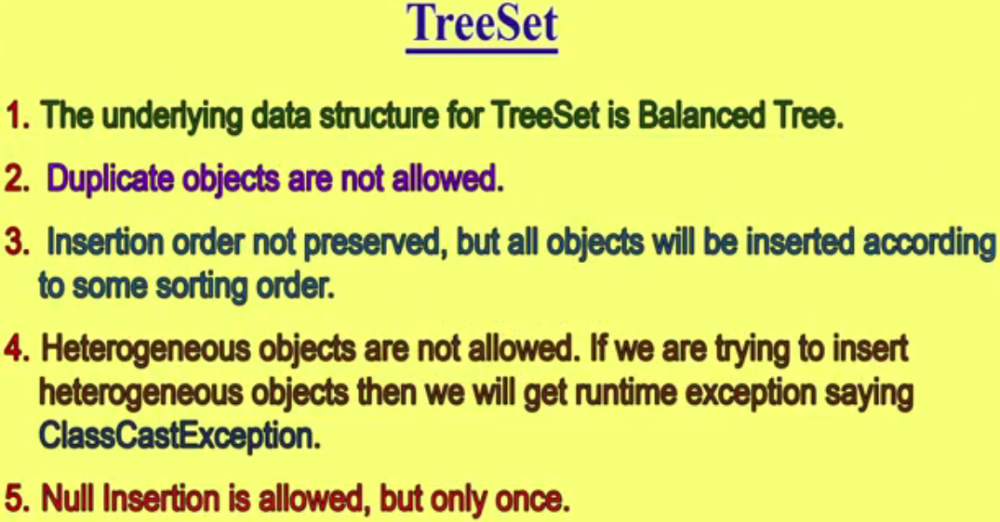 TreeSet
1. The underlying data structure for TreeSet is Balanced Tree.
2. Duplicate objects are not allowed.
3. Insertion order not preserved, but all objects will be inserted according
to some sorting order.
4. Heterogeneous objects are not allowed. If we are trying to insert
heterogeneous objects then we will get runtime exception saying
ClassCastException.
5. Null Insertion is allowed, but only once.